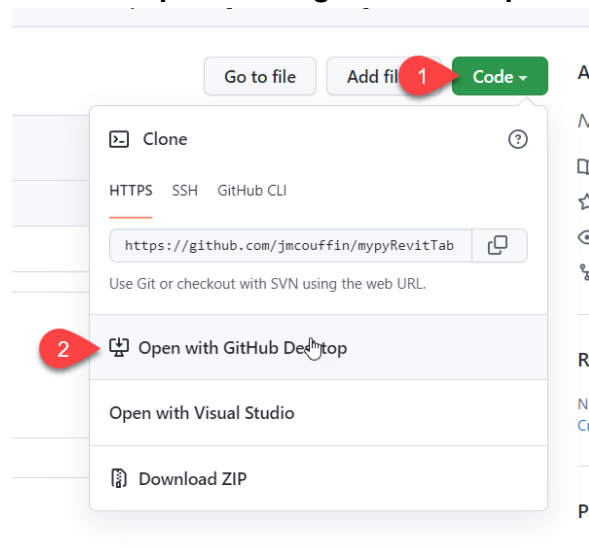 Go to file
Add fil
1
Code
A
Clone
N
HTTPS SSH GitHub CLI
https://github.com/jmcouffin/mypyRevitTab
Use Git or checkout with SVN using the web URL.
2
Open with GitHub Desktop
R
Open with Visual Studio
N
Cr
Download ZIP
P